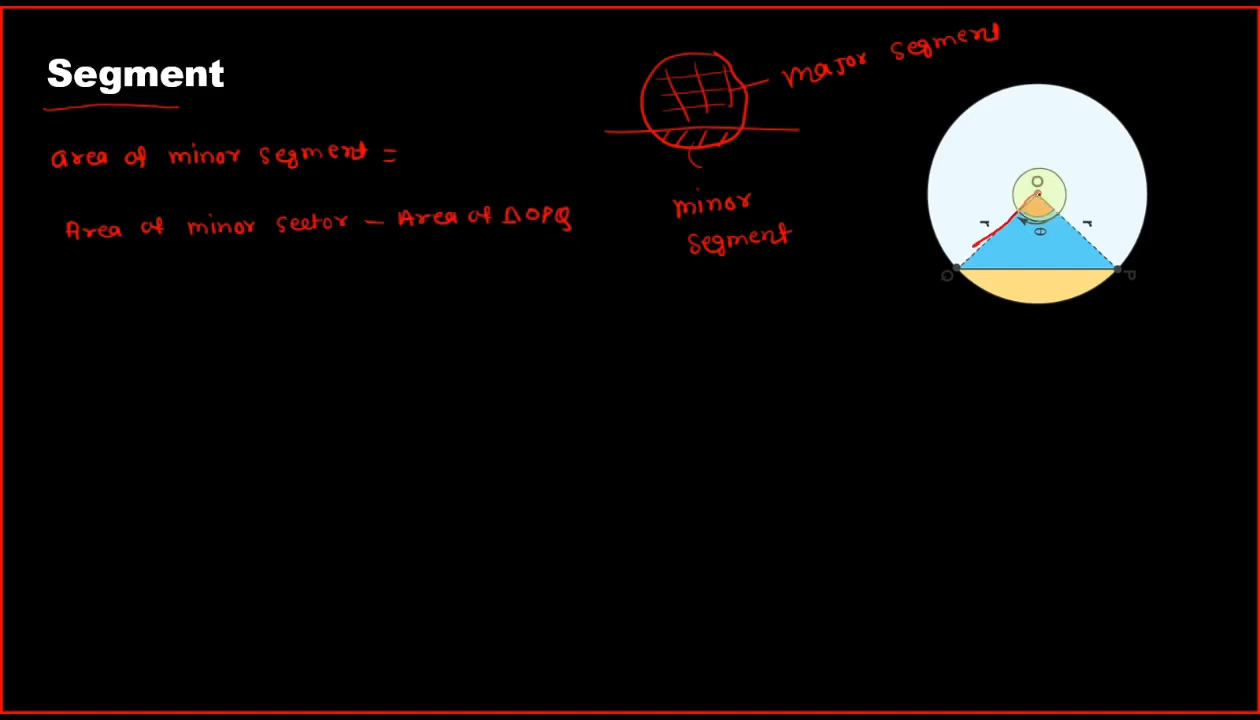 Segment
area of minor segment =
Area of minor sector – Area of ΔOPQ
major segment
minor
segment
O
r
r
θ
Q
P